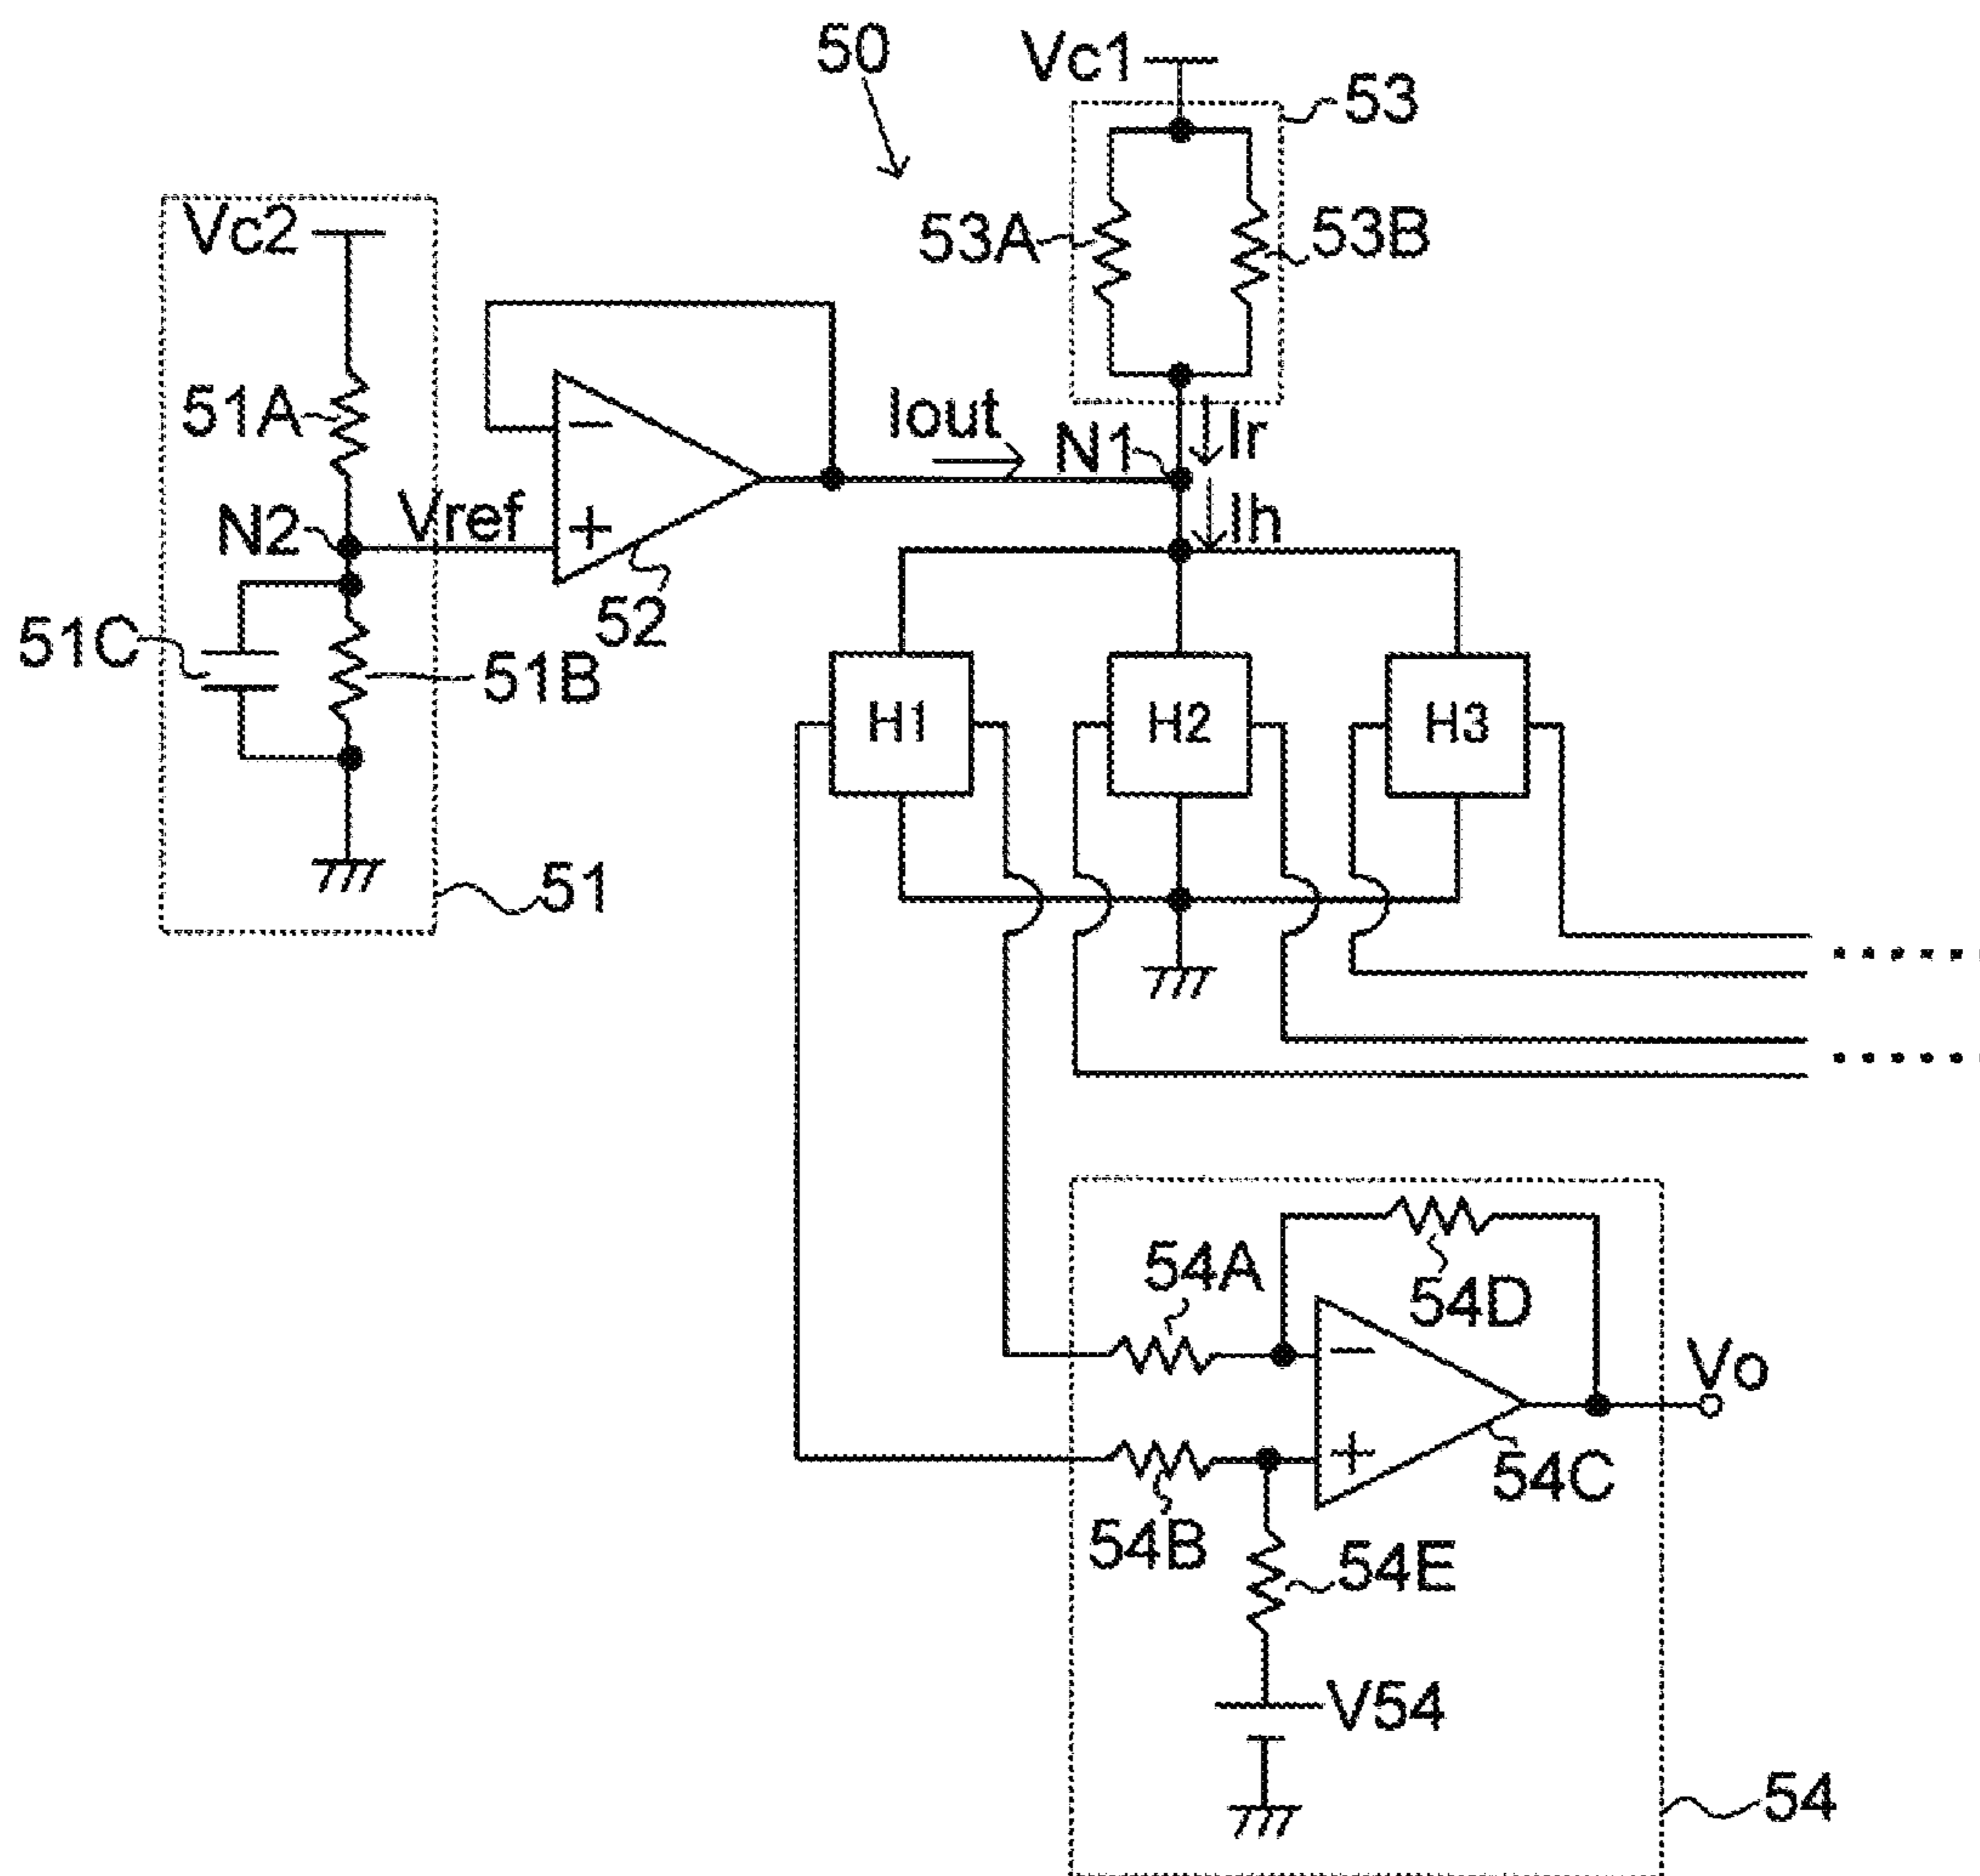 50
Vc1
53
53A
53B
Vc2
51A
Iout
N1
Ir
Ih
N2
Vref
−
+
52
51C
51B
H1
H2
H3
51
......
......
54A
54D
−
+
Vo
54C
54B
54E
V54
54